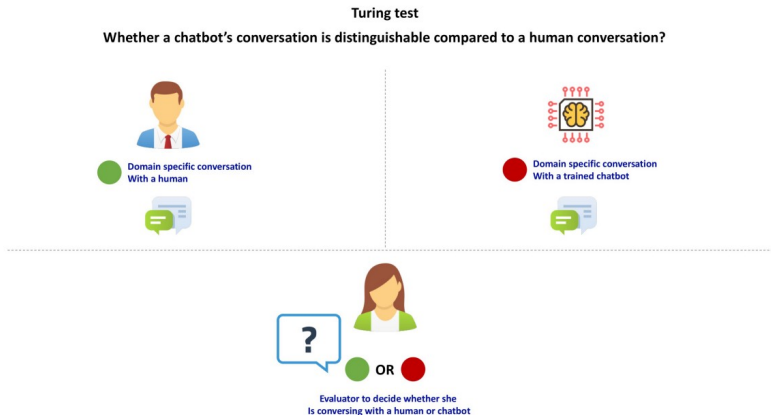 Turing test
Whether a chatbot's conversation is distinguishable compared to a human conversation?
Domain specific conversation
With a human
Domain specific conversation
With a trained chatbot
?
OR
Evaluator to decide whether she
Is conversing with a human or chatbot